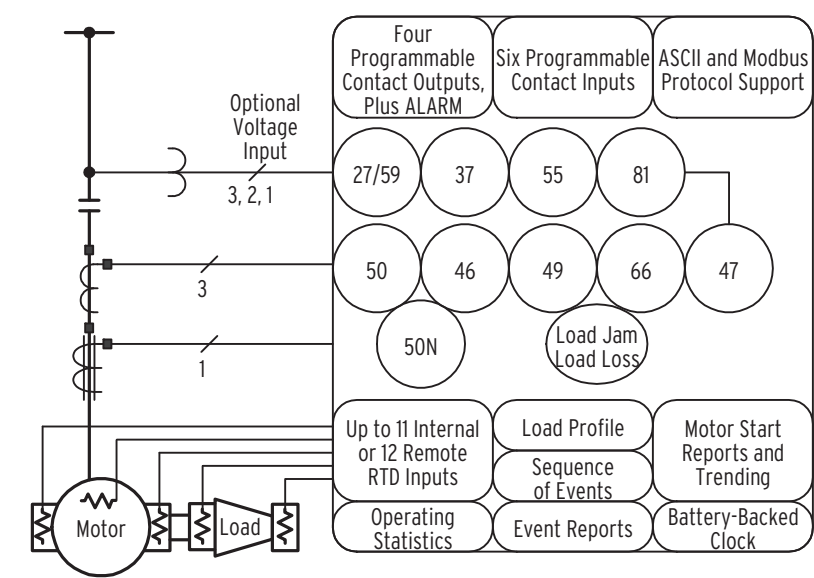 Four
Programmable
Contact Outputs,
Plus ALARM
Six Programmable
Contact Inputs
ASCII and Modbus
Protocol Support
Optional
Voltage
Input
3, 2, 1
27/59
37
55
81
50
46
49
66
47
3
50N
Load Jam
Load Loss
1
Up to 11 Internal
or 12 Remote
RTD Inputs
Load Profile
Sequence
of Events
Motor Start
Reports and
Trending
Motor
Load
Operating
Statistics
Event Reports
Battery-Backed
Clock